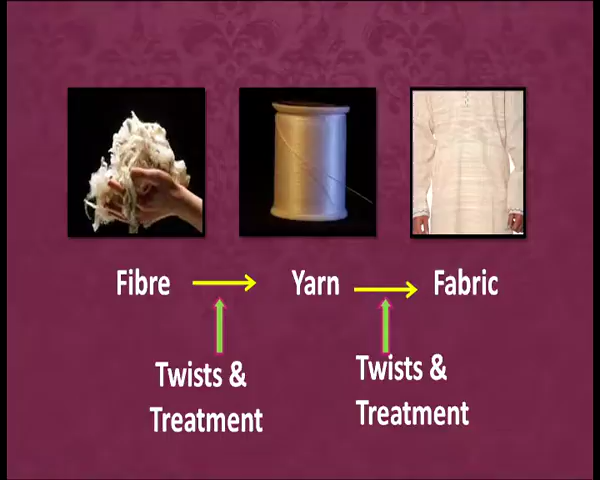 Fibre
Yarn
Fabric
Twists &
Treatment
Twists &
Treatment